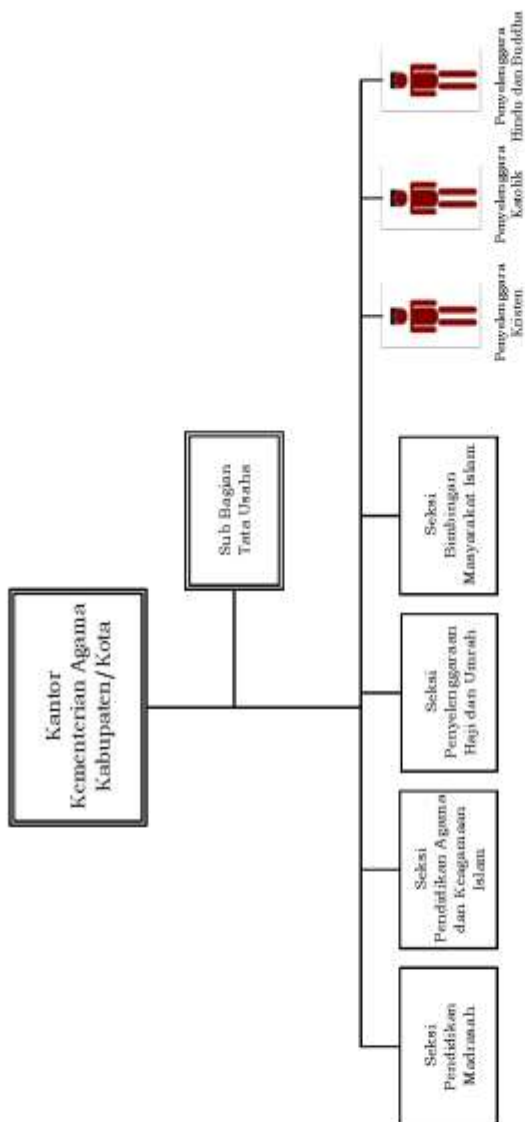 Kantor
Kementerian Agama
Kabupaten/Kota
Sub Bagian
Tata Usaha
Seksi
Pendidikan
Madrasah
Seksi
Pendidikan Agama
dan Keagamaan
Islam
Seksi
Penyelenggaraan
Haji dan Umrah
Seksi
Bimbingan
Masyarakat Islam
Penyelenggara
Kristen
Penyelenggara
Katolik
Penyelenggara
Hindu dan Buddha